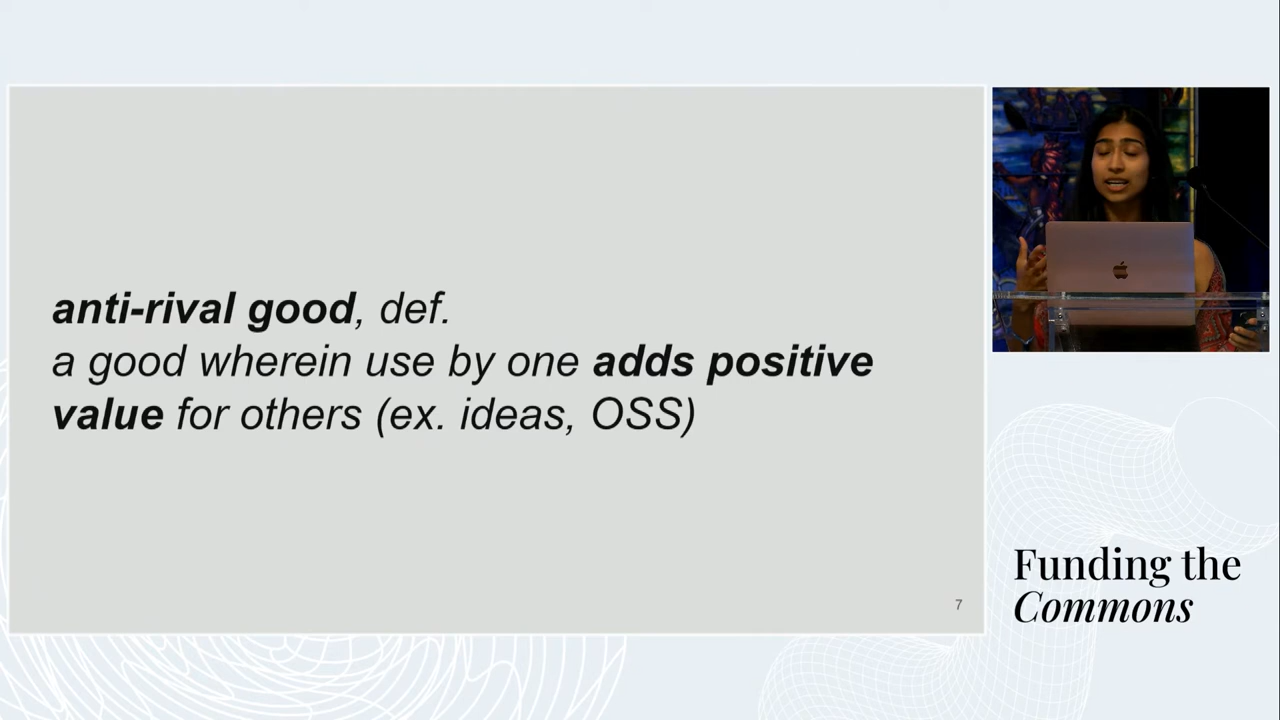 anti-rival good, def.
a good wherein use by one adds positive
value for others (ex. ideas, OSS)
7
Funding the
Commons